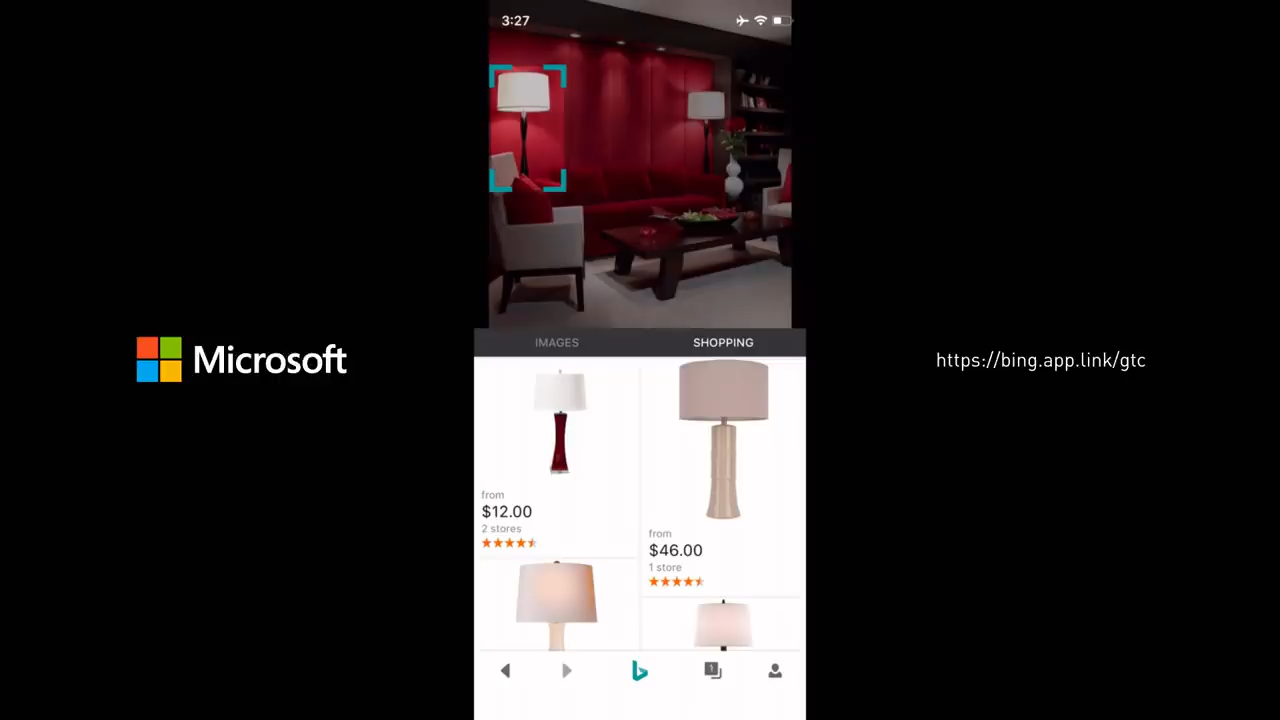 3:27
Microsoft
https://bing.app.link/gtc
IMAGES
SHOPPING
from
$12.00
2 stores
from
$46.00
1 store
1